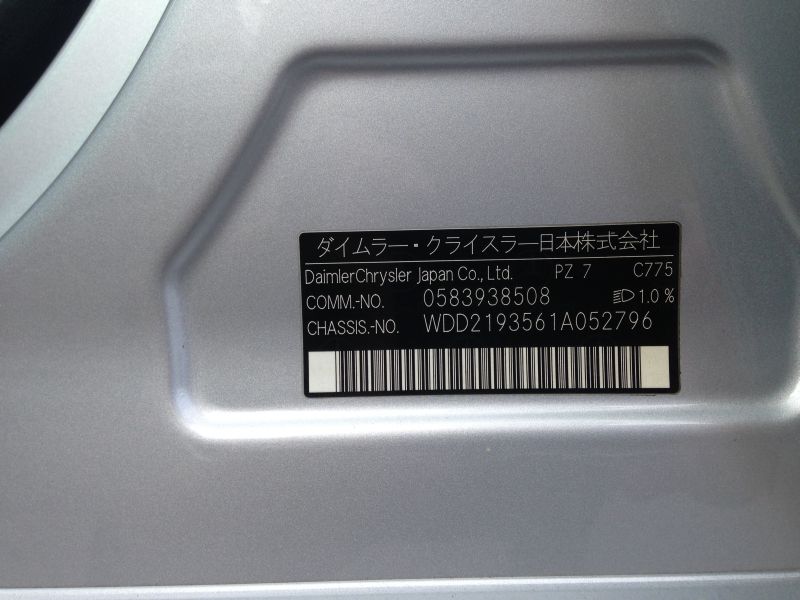 ダイムラー・クライスラー日本株式会社
DaimlerChrysler Japan Co., Ltd. PZ 7 C775
COMM.-NO. 0583938508 1.0 %
CHASSIS.-NO. WDD2193561A052796